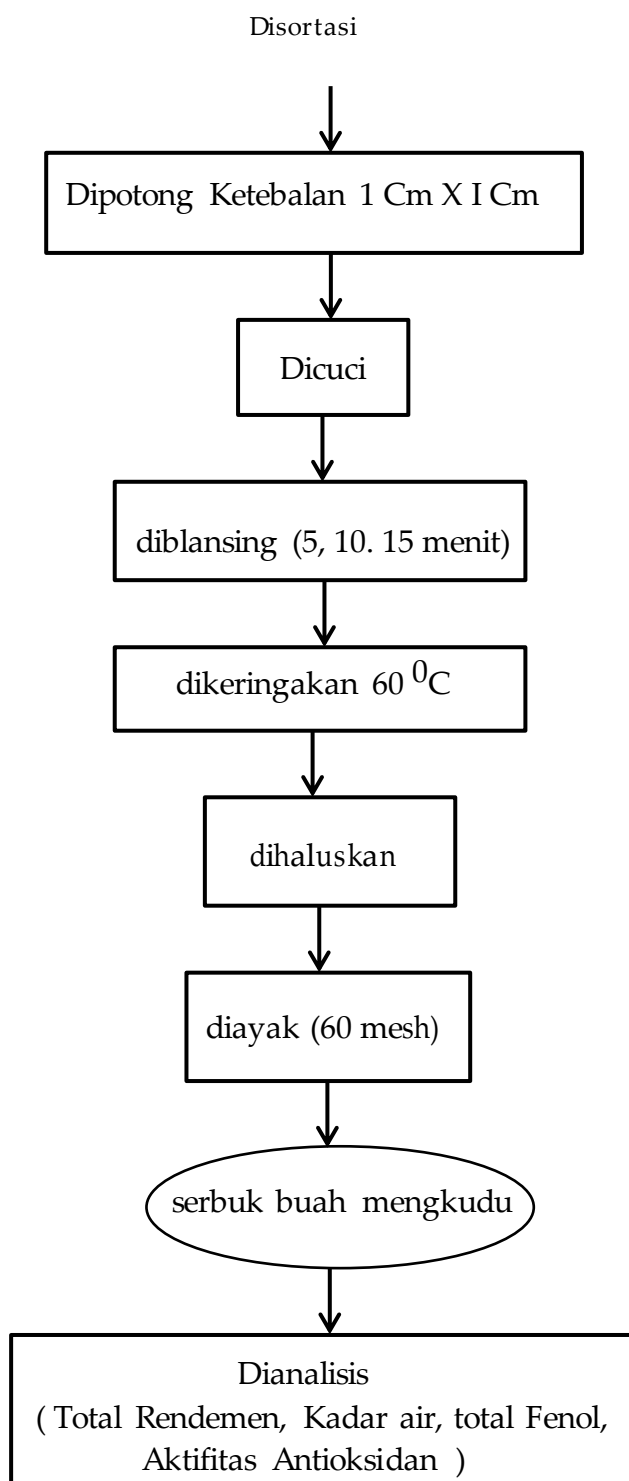 Disortasi
Dipotong Ketebalan 1 Cm X I Cm
Dicuci
diblansing (5, 10. 15 menit)
dikeringakan 60 ⁰C
dihaluskan
diayak (60 mesh)
serbuk buah mengkudu
Dianalisis
( Total Rendemen, Kadar air, total Fenol,
Aktifitas Antioksidan )